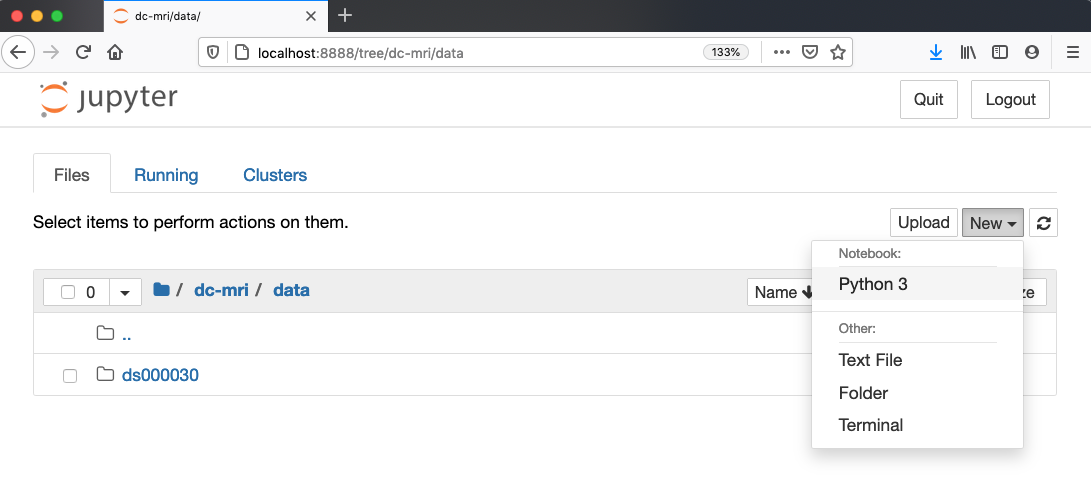 dc-mri/data/
localhost:8888/tree/dc-mri/data 133%
jupyter Quit Logout
Files Running Clusters
Select items to perform actions on them. Upload New
Notebook:
0 / dc-mri / data Name Python 3 ze
Other:
..
Text File
ds000030
Folder
Terminal